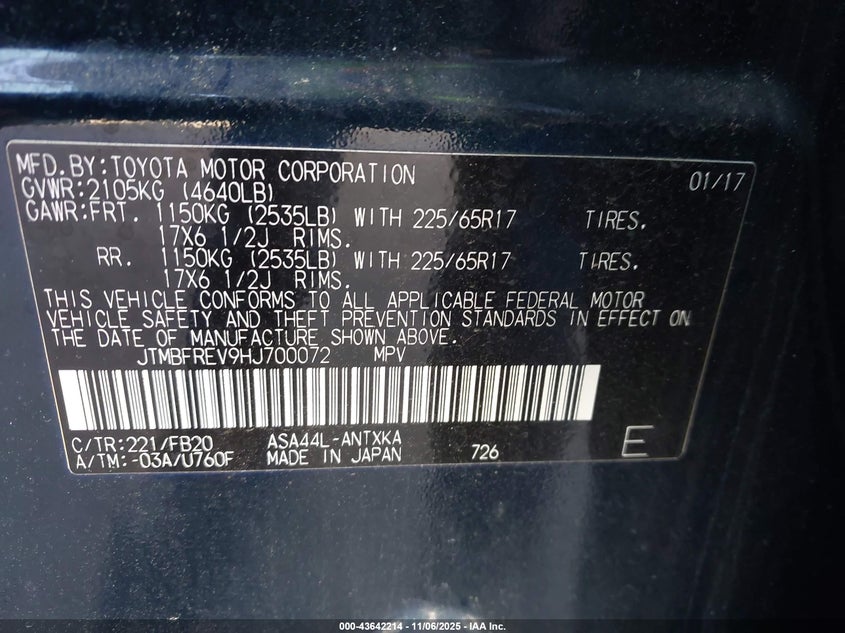 MFD.BY:TOYOTA MOTOR CORPORATION 01/17
GVWR:2105KG (4640LB)
GAWR:FRT. 1150KG (2535LB) WITH 225/65R17 TIRES.
17X6 1/2J RIMS.
RR. 1150KG (2535LB) WITH 225/65R17 TIRES.
17X6 1/2J RIMS.
THIS VEHICLE CONFORMS TO ALL APPLICABLE FEDERAL MOTOR
VEHICLE SAFETY AND THEFT PREVENTION STANDARDS IN EFFECT ON
THE DATE OF MANUFACTURE SHOWN ABOVE.
JTMBFREV9HJ700072 MPV
C/TR:221/FB20 ASA44L-ANTXKA
A/TM:-03A/U760F MADE IN JAPAN 726 E
000-43642214 - 11/06/2025 - IAA Inc.